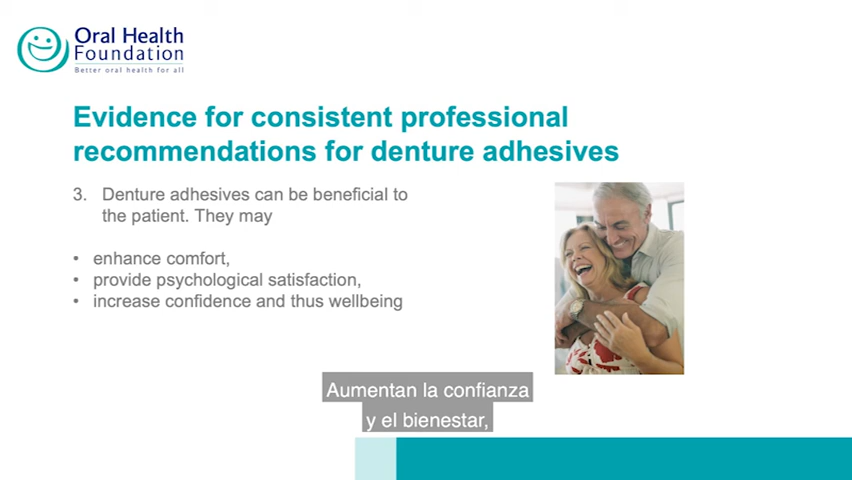 Oral Health
Foundation
Better oral health for all
Evidence for consistent professional
recommendations for denture adhesives
3. Denture adhesives can be beneficial to
the patient. They may
• enhance comfort,
• provide psychological satisfaction,
• increase confidence and thus wellbeing
Aumentan la confianza
y el bienestar,